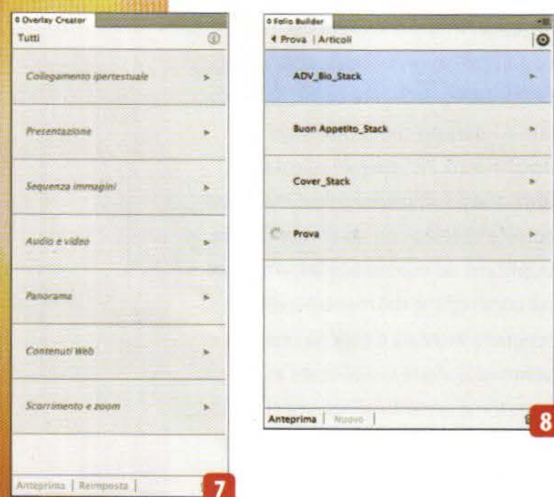 Overlay Creator
Tutti
Collegamento ipertestuale
Presentazione
Sequenza immagini
Audio e video
Panorama
Contenuti Web
Scorrimento e zoom
Anteprima | Reimposta |
7
Folio Builder
Prova | Articoli
ADV_Bio_Stack
Buon Appetito_Stack
Cover_Stack
Prova
Anteprima | Nuovo |
8